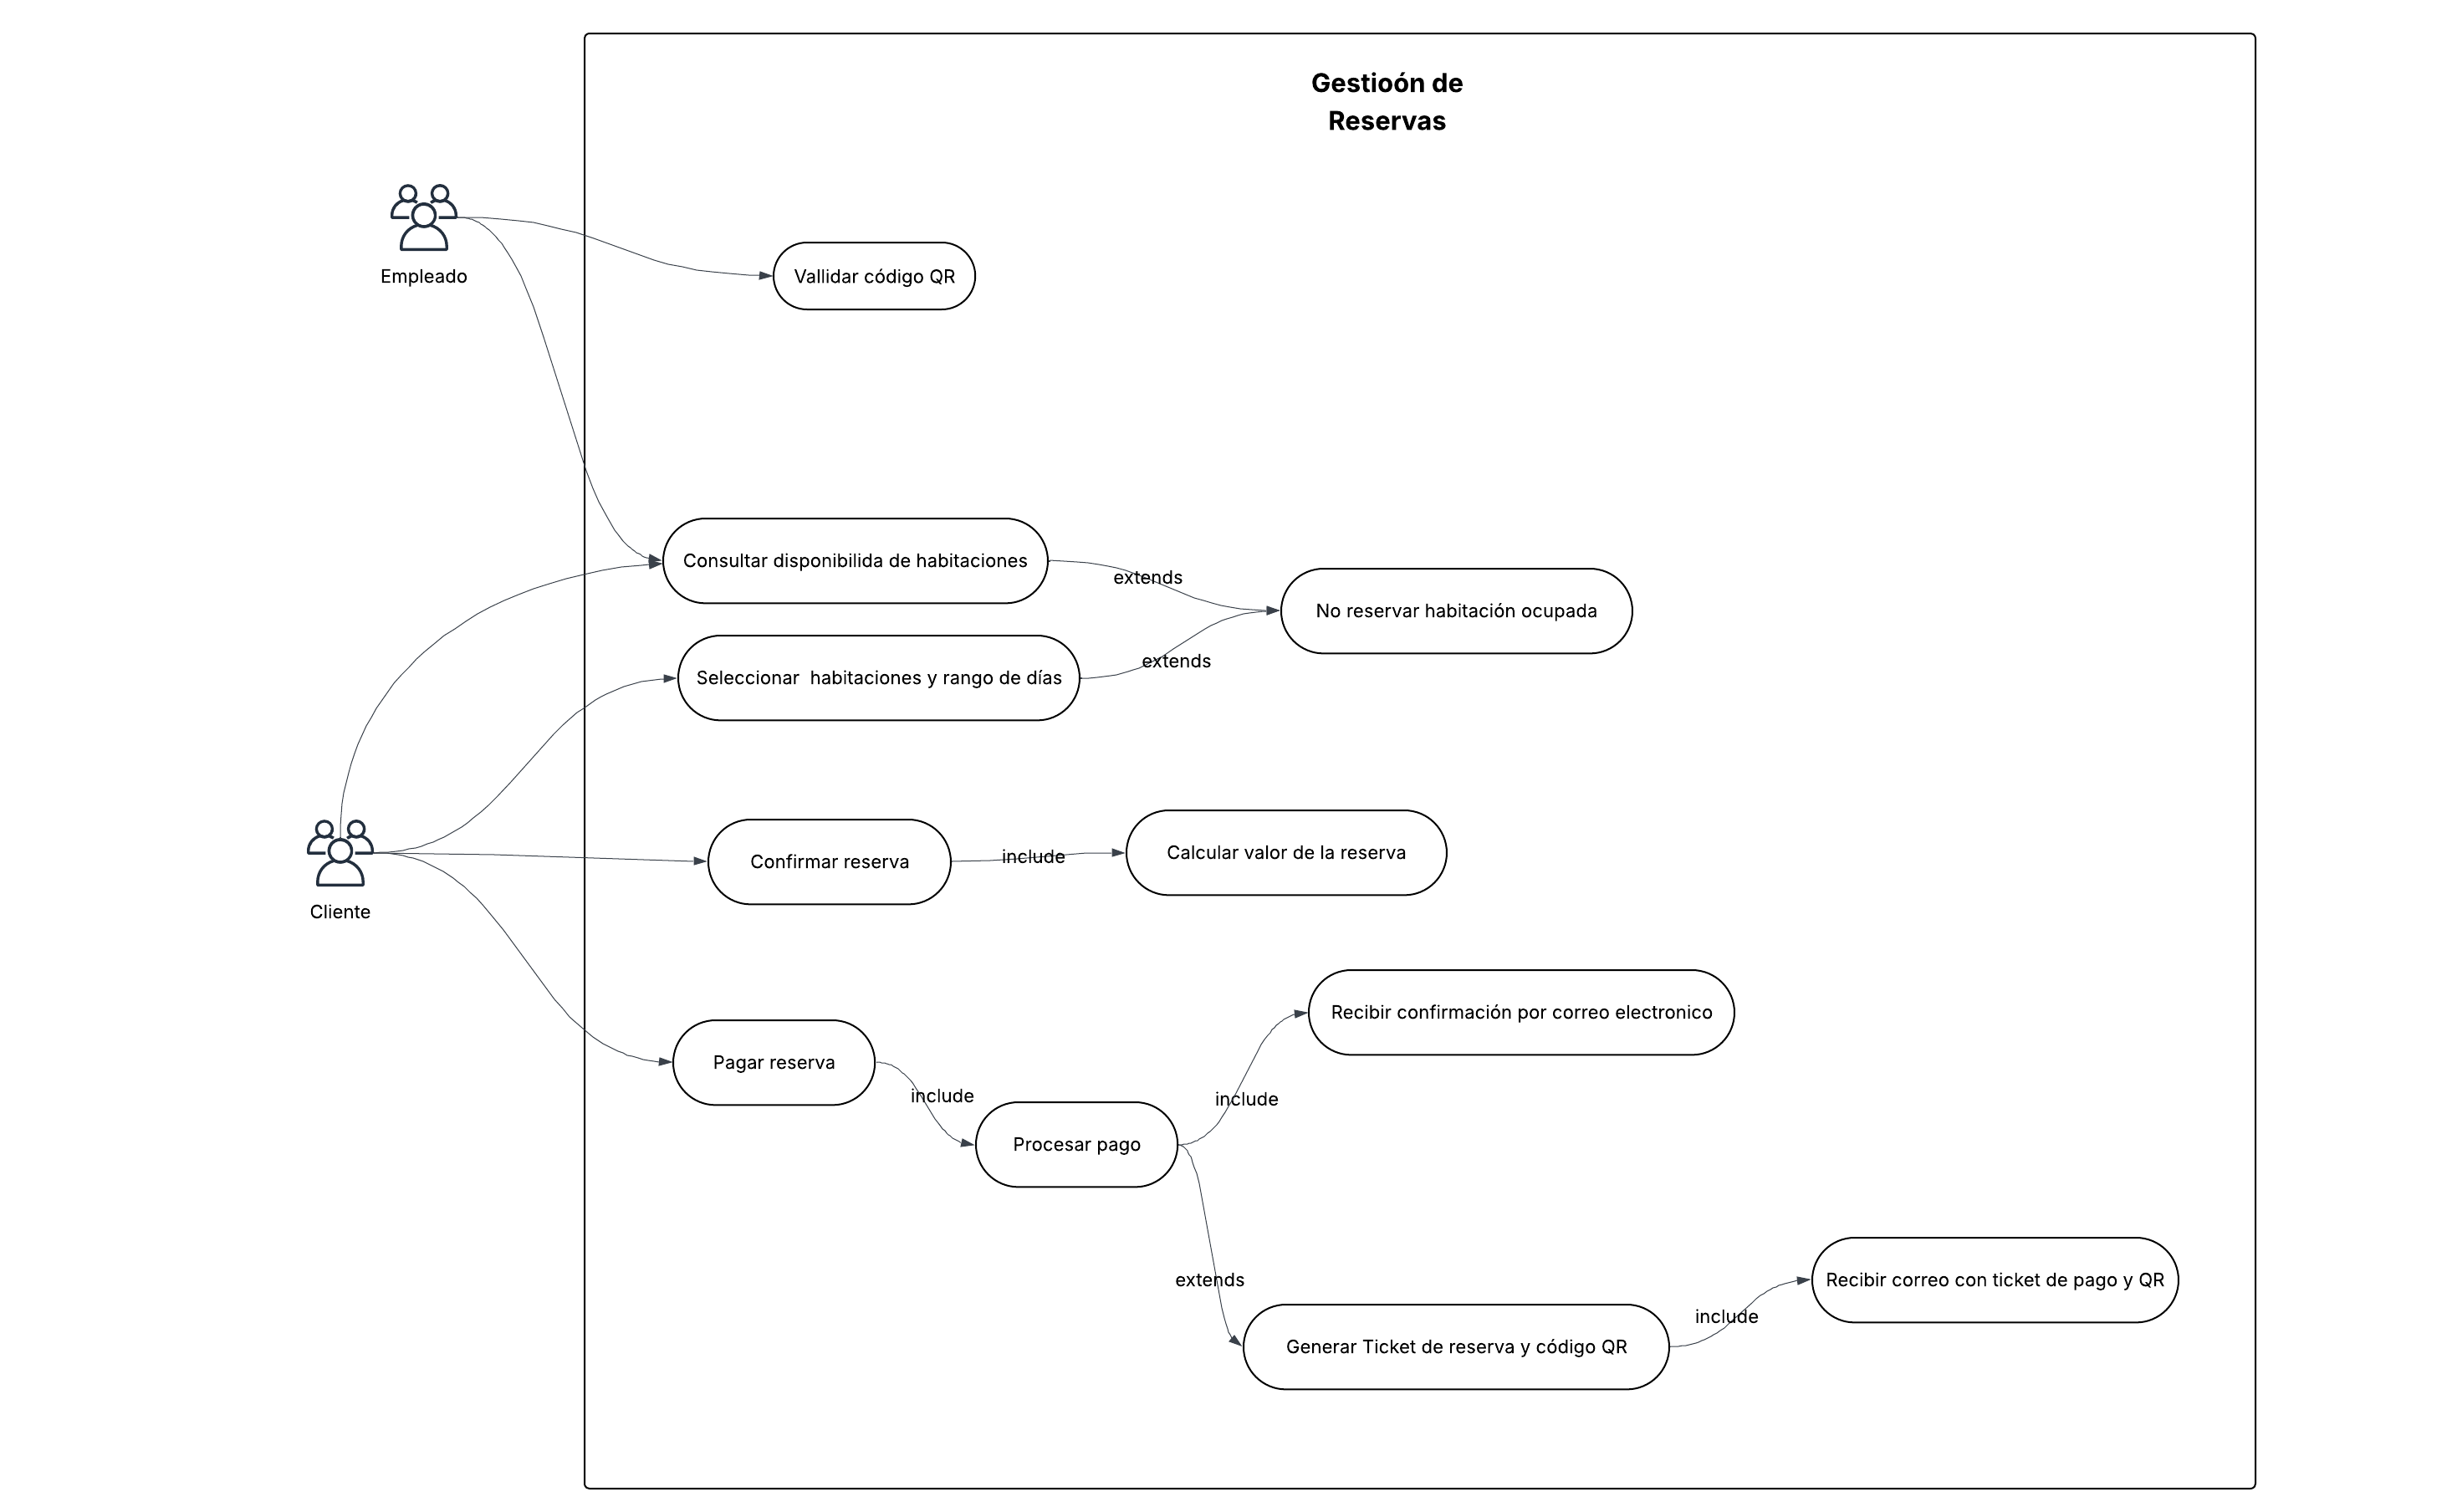 Gestioón de
Reservas
Empleado
Vallidar código QR
Consultar disponibilida de habitaciones
extends
No reservar habitación ocupada
extends
Seleccionar  habitaciones y rango de días
Confirmar reserva
include
Calcular valor de la reserva
Cliente
Recibir confirmación por correo electronico
Pagar reserva
include
include
Procesar pago
extends
Recibir correo con ticket de pago y QR
include
Generar Ticket de reserva y código QR